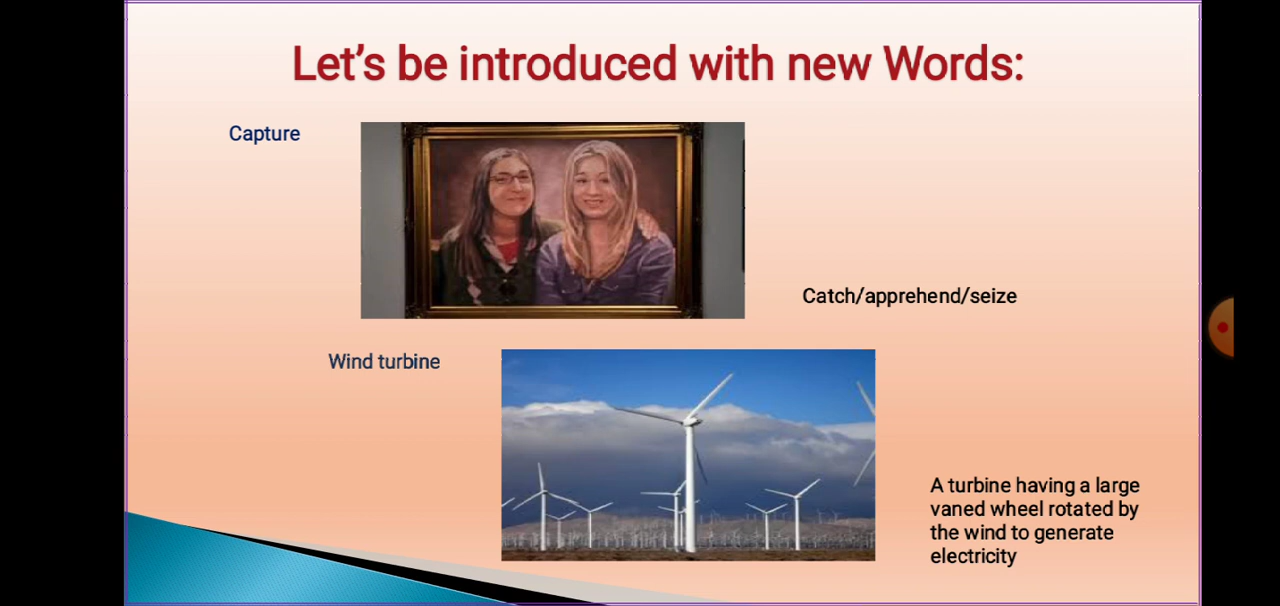 Let's be introduced with new Words:
Capture
Catch/apprehend/seize
Wind turbine
A turbine having a large
vaned wheel rotated by
the wind to generate
electricity